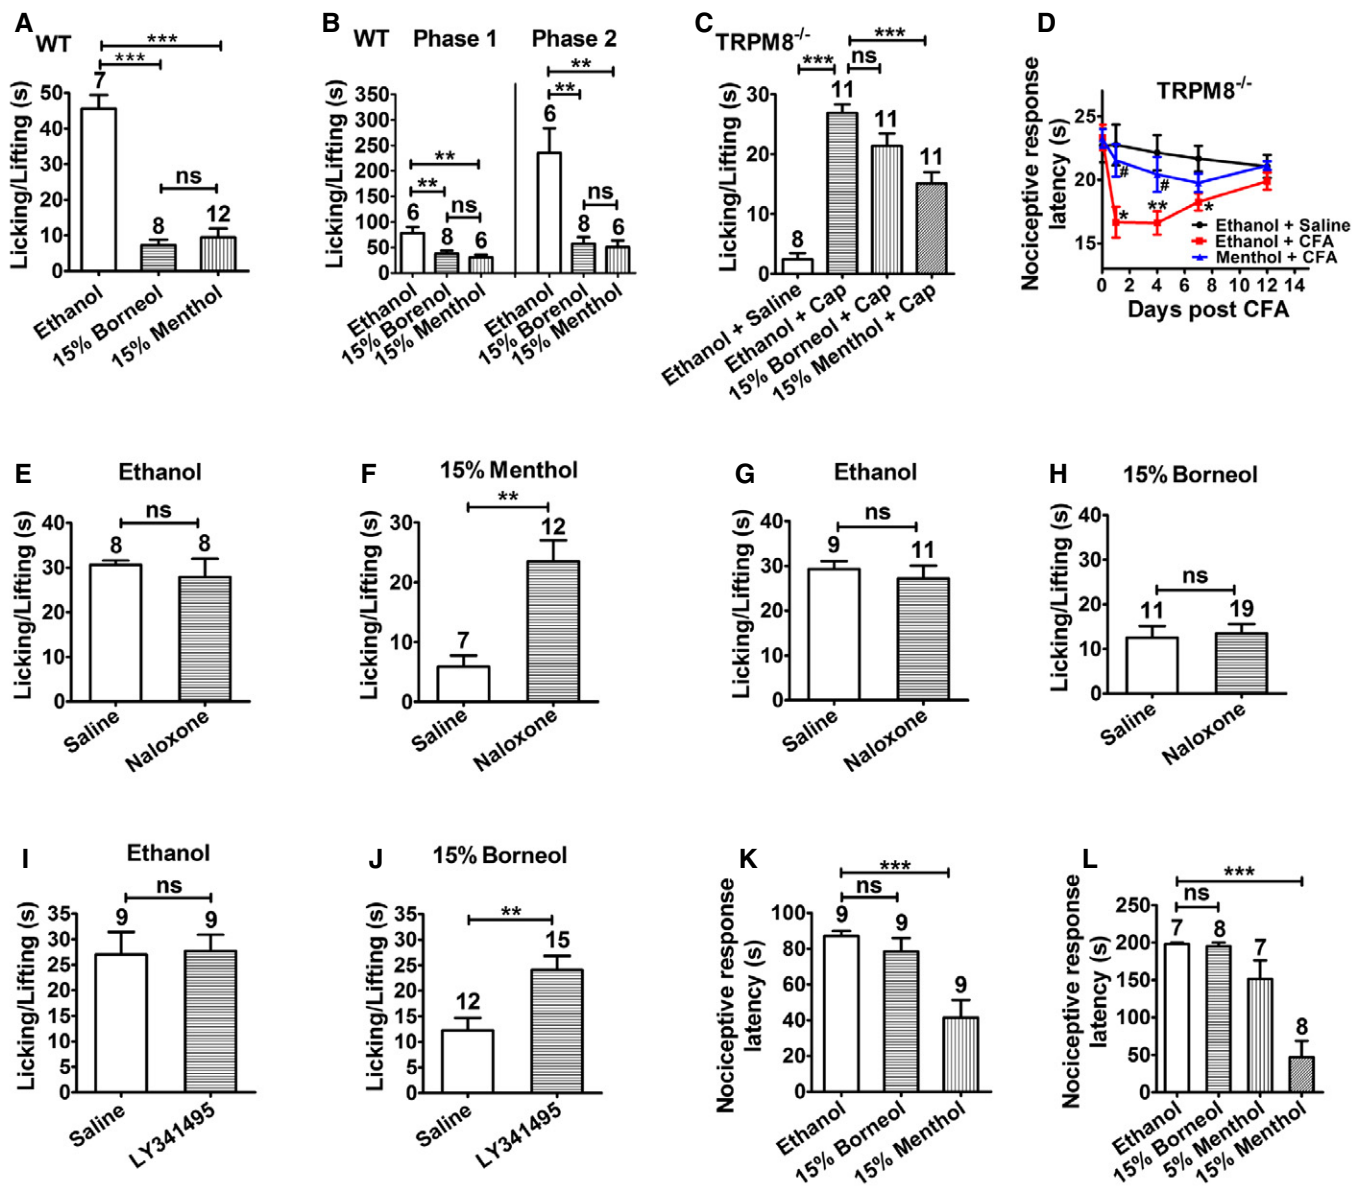 A
WT
***
***
7
ns
8
12
Licking/Lifting (s)
50
40
30
20
10
0
Ethanol
15% Borneol
15% Menthol
B
WT Phase 1 Phase 2
**
**
6
**
**
6
ns
8
6
ns
8
6
Licking/Lifting (s)
350
300
250
200
150
100
50
0
Ethanol
15% Borenol
15% Menthol
Ethanol
15% Borenol
15% Menthol
C
TRPM8-/-
***
***
ns
8
11
11
11
Licking/Lifting (s)
30
20
10
0
Ethanol + Saline
Ethanol + Cap
15% Borneol + Cap
15% Menthol + Cap
D
TRPM8-/-
Nociceptive response
latency (s)
25
20
15
#
#
*
**
*
Ethanol + Saline
Ethanol + CFA
Menthol + CFA
0 2 4 6 8 10 12 14
Days post CFA
E
Ethanol
ns
8
8
Licking/Lifting (s)
40
30
20
10
0
Saline
Naloxone
F
15% Menthol
**
7
12
Licking/Lifting (s)
30
20
10
0
Saline
Naloxone
G
Ethanol
ns
9
11
Licking/Lifting (s)
40
30
20
10
0
Saline
Naloxone
H
15% Borneol
ns
11
19
Licking/Lifting (s)
40
30
20
10
0
Saline
Naloxone
I
Ethanol
ns
9
9
Licking/Lifting (s)
35
30
25
20
15
10
5
0
Saline
LY341495
J
15% Borneol
**
12
15
Licking/Lifting (s)
35
30
25
20
15
10
5
0
Saline
LY341495
K
***
ns
9
9
9
Nociceptive response
latency (s)
100
80
60
40
20
0
Ethanol
15% Borneol
15% Menthol
L
***
ns
7
8
7
8
Nociceptive response
latency (s)
250
200
150
100
50
0
Ethanol
15% Borneol
5% Menthol
15% Menthol